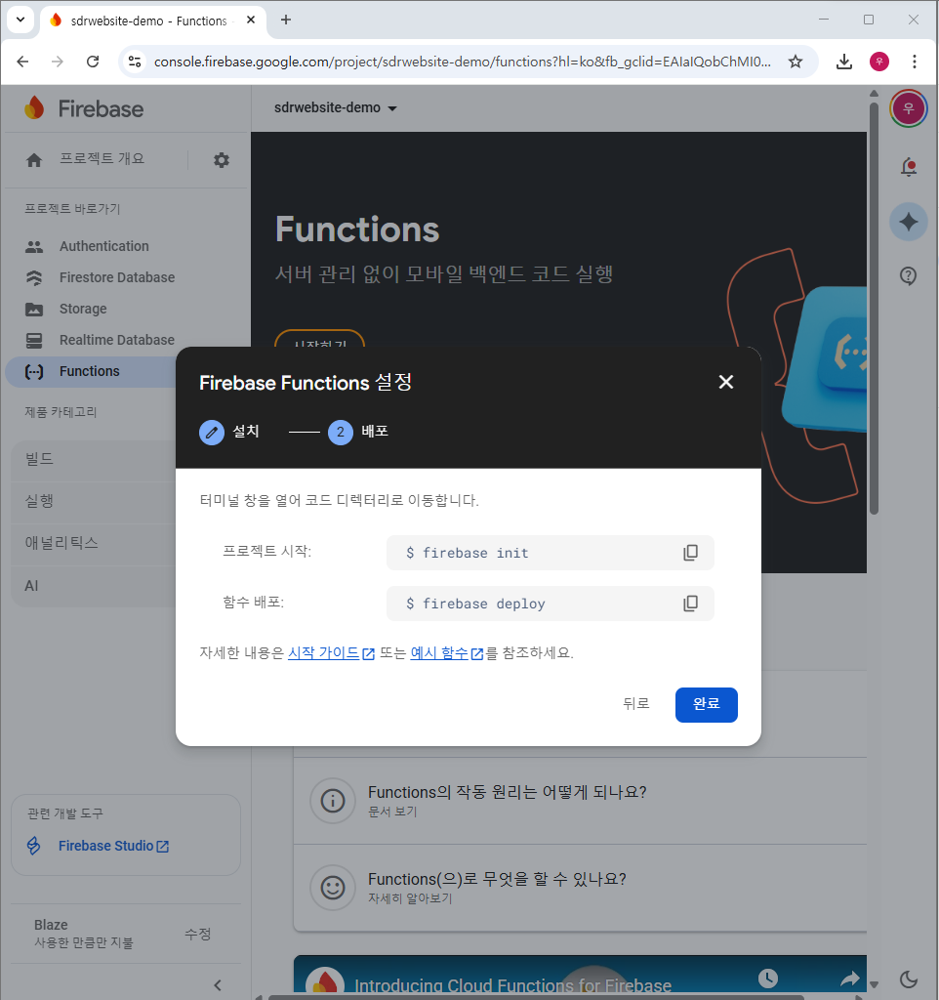 sdrwebsite-demo - Functions
console.firebase.google.com/project/sdrwebsite-demo/functions?hl=ko&fb_gclid=EAIaIQobChMI0...
우
Firebase
sdrwebsite-demo
우
프로젝트 개요
프로젝트 바로가기
Authentication
Firestore Database
Storage
Realtime Database
Functions
제품 카테고리
빌드
실행
애널리틱스
AI
관련 개발 도구
Firebase Studio
Blaze
사용한 만큼만 지불
수정
Functions
서버 관리 없이 모바일 백엔드 코드 실행
시작하기
Firebase Functions 설정
설치
2 배포
터미널 창을 열어 코드 디렉터리로 이동합니다.
프로젝트 시작:
$ firebase init
함수 배포:
$ firebase deploy
자세한 내용은 시작 가이드 또는 예시 함수를 참조하세요.
뒤로
완료
Functions의 작동 원리는 어떻게 되나요?
문서 보기
Functions(으)로 무엇을 할 수 있나요?
자세히 알아보기
Introducing Cloud Functions for Firebase